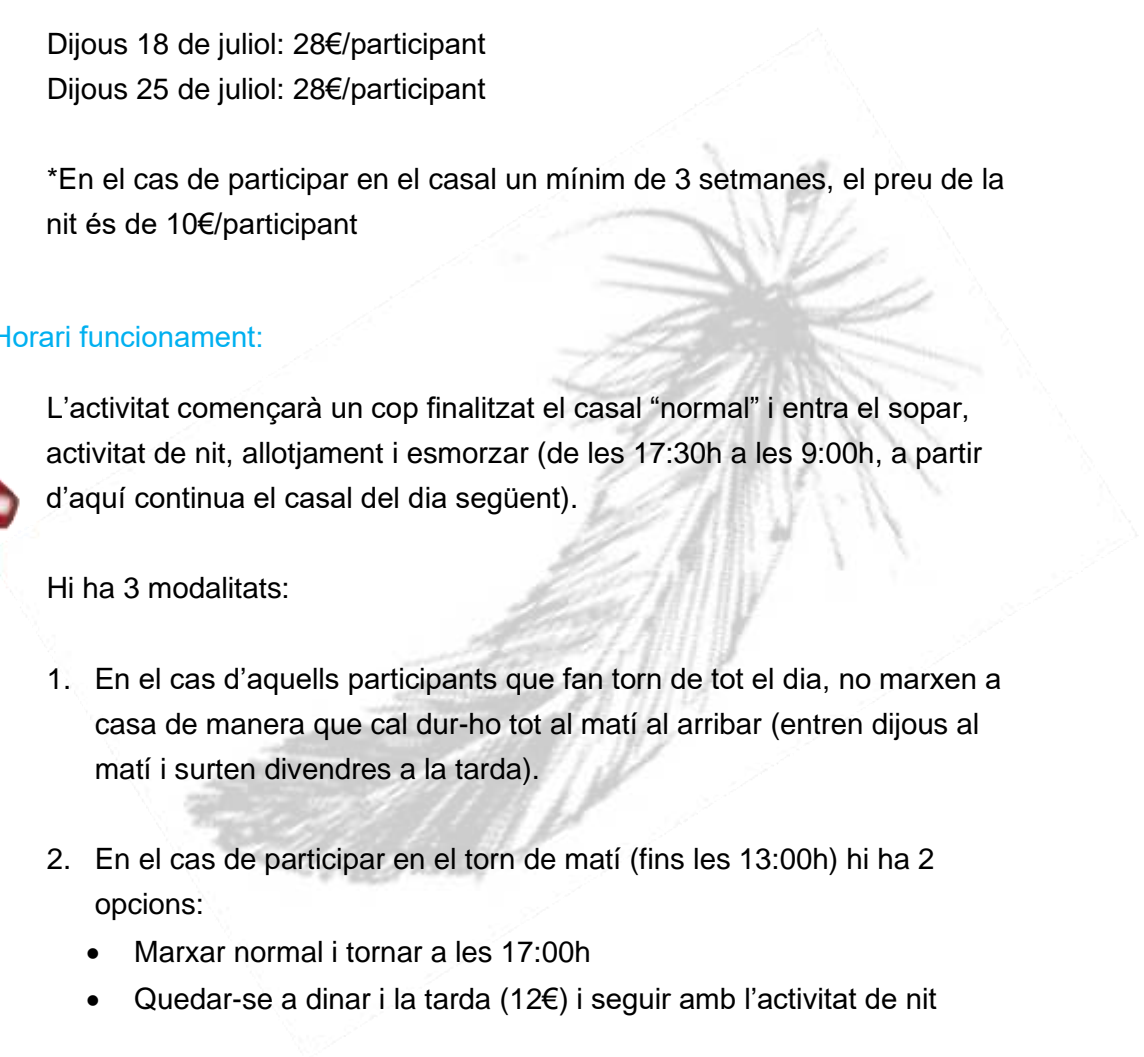 Dijous 18 de juliol: 28€/participant
Dijous 25 de juliol: 28€/participant
*En el cas de participar en el casal un mínim de 3 setmanes, el preu de la
nit és de 10€/participant
Horari funcionament:
L’activitat començarà un cop finalitzat el casal “normal” i entra el sopar,
activitat de nit, allotjament i esmorzar (de les 17:30h a les 9:00h, a partir
d’aquí continua el casal del dia següent).
Hi ha 3 modalitats:
1. En el cas d’aquells participants que fan torn de tot el dia, no marxen a
casa de manera que cal dur-ho tot al matí al arribar (entren dijous al
matí i surten divendres a la tarda).
2. En el cas de participar en el torn de matí (fins les 13:00h) hi ha 2
opcions:
• Marxar normal i tornar a les 17:00h
• Quedar-se a dinar i la tarda (12€) i seguir amb l’activitat de nit